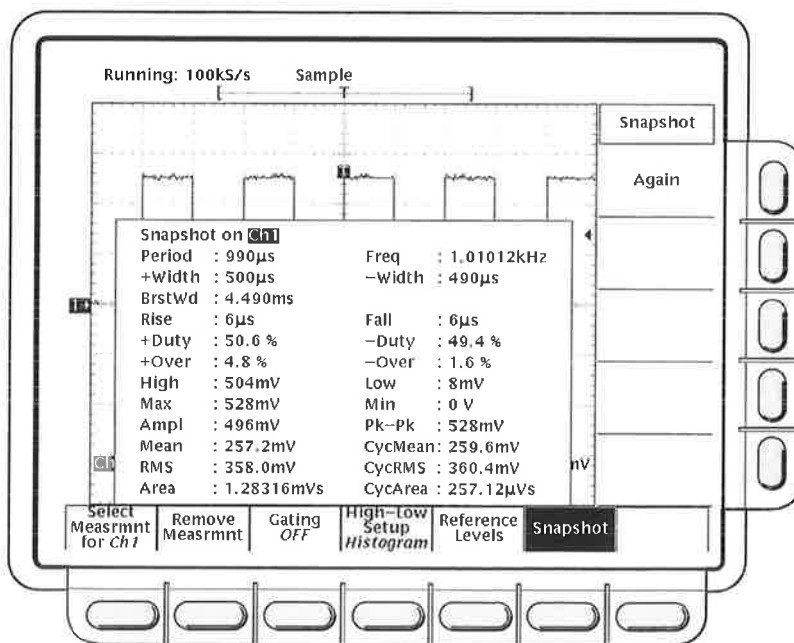 Running: 100kS/s Sample
T
Snapshot
Again
T
Snapshot on Ch1
Period : 990µs Freq : 1.01012kHz
+Width : 500µs −Width : 490µs
BrstWd : 4.490ms
Rise : 6µs Fall : 6µs
+Duty : 50.6 % −Duty : 49.4 %
+Over : 4.8 % −Over : 1.6 %
High : 504mV Low : 8mV
Max : 528mV Min : 0 V
Ampl : 496mV Pk−Pk : 528mV
Mean : 257.2mV CycMean: 259.6mV
RMS : 358.0mV CycRMS : 360.4mV
Area : 1.28316mVs CycArea : 257.12µVs
1
Ch
mV
Select Measrmnt for Ch1
Remove Measrmnt
Gating OFF
High−Low Setup Histogram
Reference Levels
Snapshot